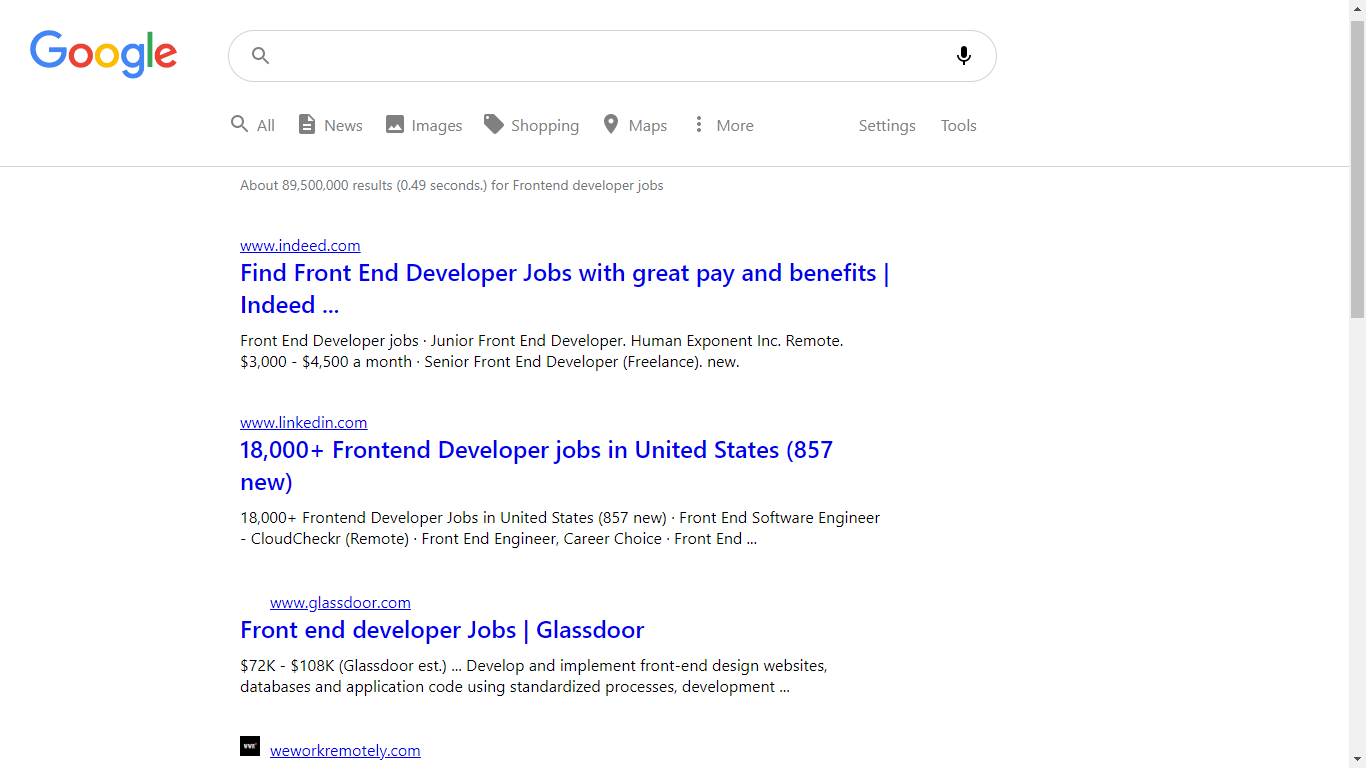 Google
All News Images Shopping Maps More Settings Tools
About 89,500,000 results (0.49 seconds.) for Frontend developer jobs
www.indeed.com
Find Front End Developer Jobs with great pay and benefits |
Indeed ...
Front End Developer jobs · Junior Front End Developer. Human Exponent Inc. Remote.
$3,000 - $4,500 a month · Senior Front End Developer (Freelance). new.
www.linkedin.com
18,000+ Frontend Developer jobs in United States (857
new)
18,000+ Frontend Developer Jobs in United States (857 new) · Front End Software Engineer
- CloudCheckr (Remote) · Front End Engineer, Career Choice · Front End ...
www.glassdoor.com
Front end developer Jobs | Glassdoor
$72K - $108K (Glassdoor est.) ... Develop and implement front-end design websites,
databases and application code using standardized processes, development ...
weworkremotely.com